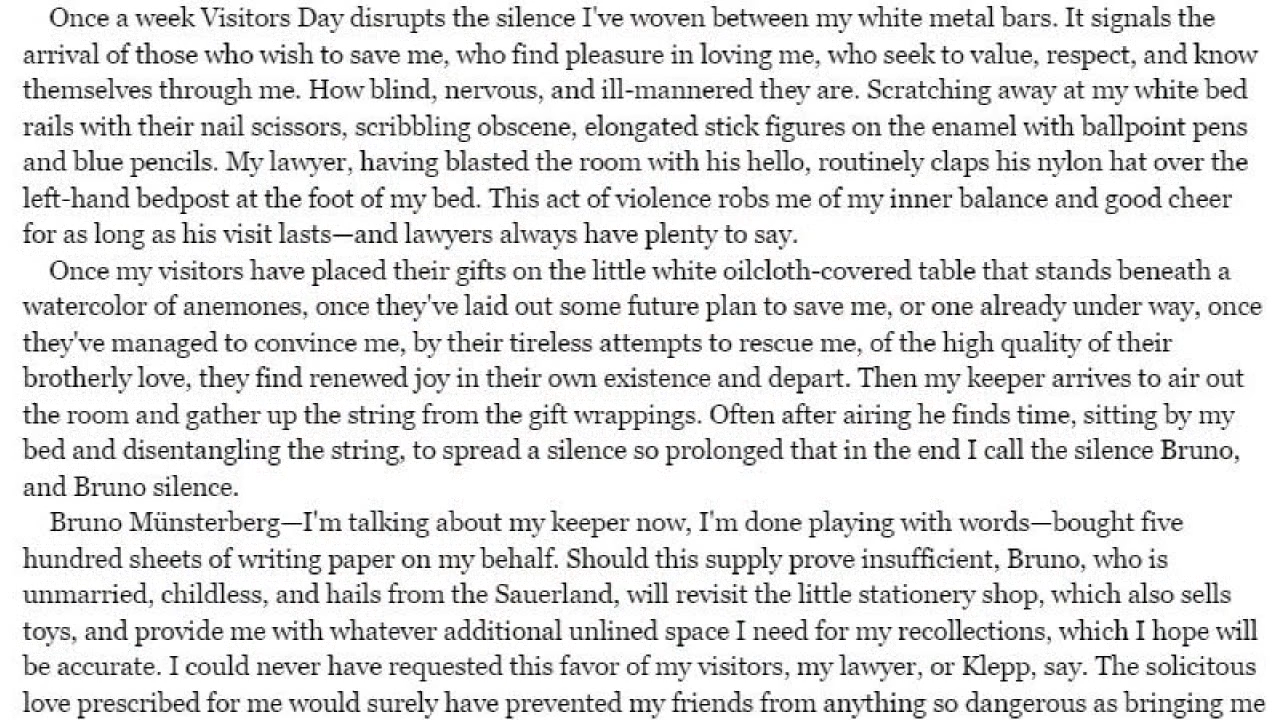 Once a week Visitors Day disrupts the silence I've woven between my white metal bars. It signals the
arrival of those who wish to save me, who find pleasure in loving me, who seek to value, respect, and know
themselves through me. How blind, nervous, and ill-mannered they are. Scratching away at my white bed
rails with their nail scissors, scribbling obscene, elongated stick figures on the enamel with ballpoint pens
and blue pencils. My lawyer, having blasted the room with his hello, routinely claps his nylon hat over the
left-hand bedpost at the foot of my bed. This act of violence robs me of my inner balance and good cheer
for as long as his visit lasts—and lawyers always have plenty to say.
Once my visitors have placed their gifts on the little white oilcloth-covered table that stands beneath a
watercolor of anemones, once they've laid out some future plan to save me, or one already under way, once
they've managed to convince me, by their tireless attempts to rescue me, of the high quality of their
brotherly love, they find renewed joy in their own existence and depart. Then my keeper arrives to air out
the room and gather up the string from the gift wrappings. Often after airing he finds time, sitting by my
bed and disentangling the string, to spread a silence so prolonged that in the end I call the silence Bruno,
and Bruno silence.
Bruno Münsterberg—I'm talking about my keeper now, I'm done playing with words—bought five
hundred sheets of writing paper on my behalf. Should this supply prove insufficient, Bruno, who is
unmarried, childless, and hails from the Sauerland, will revisit the little stationery shop, which also sells
toys, and provide me with whatever additional unlined space I need for my recollections, which I hope will
be accurate. I could never have requested this favor of my visitors, my lawyer, or Klepp, say. The solicitous
love prescribed for me would surely have prevented my friends from anything so dangerous as bringing me